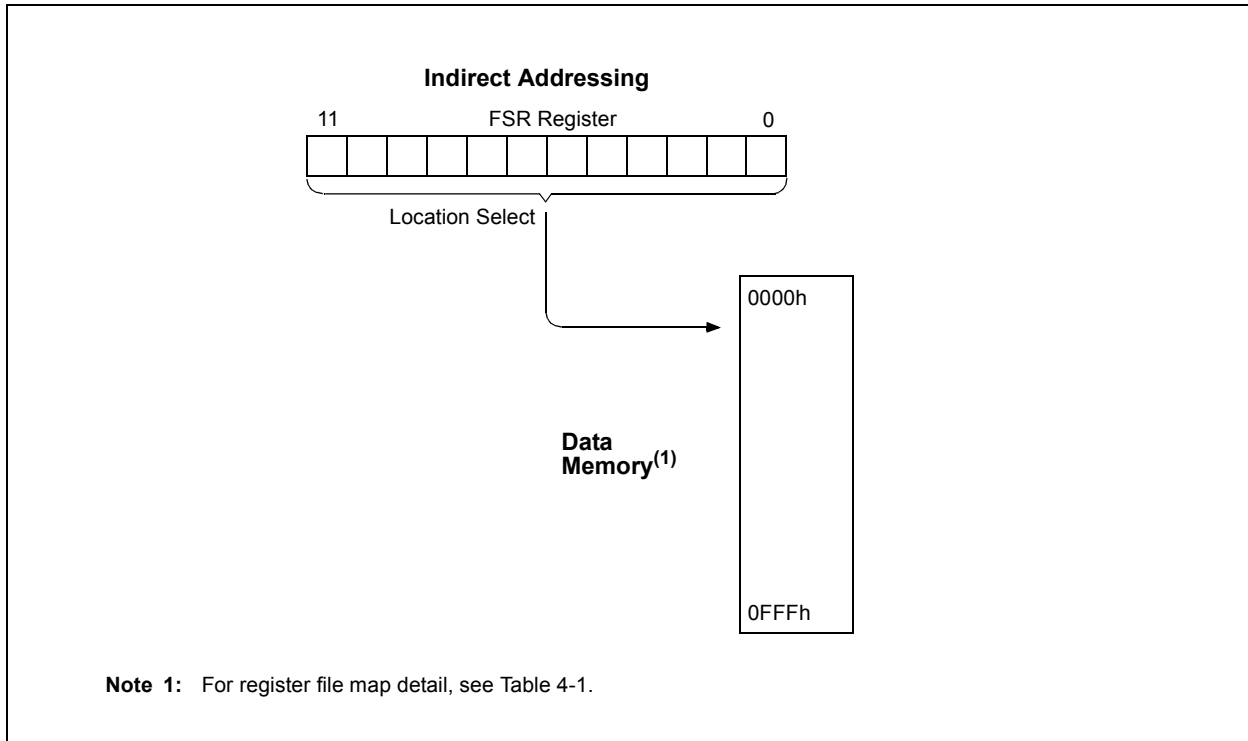 Indirect Addressing
11 FSR Register 0
Location Select
0000h
Data
Memory(1)
0FFFh
Note 1: For register file map detail, see Table 4-1.